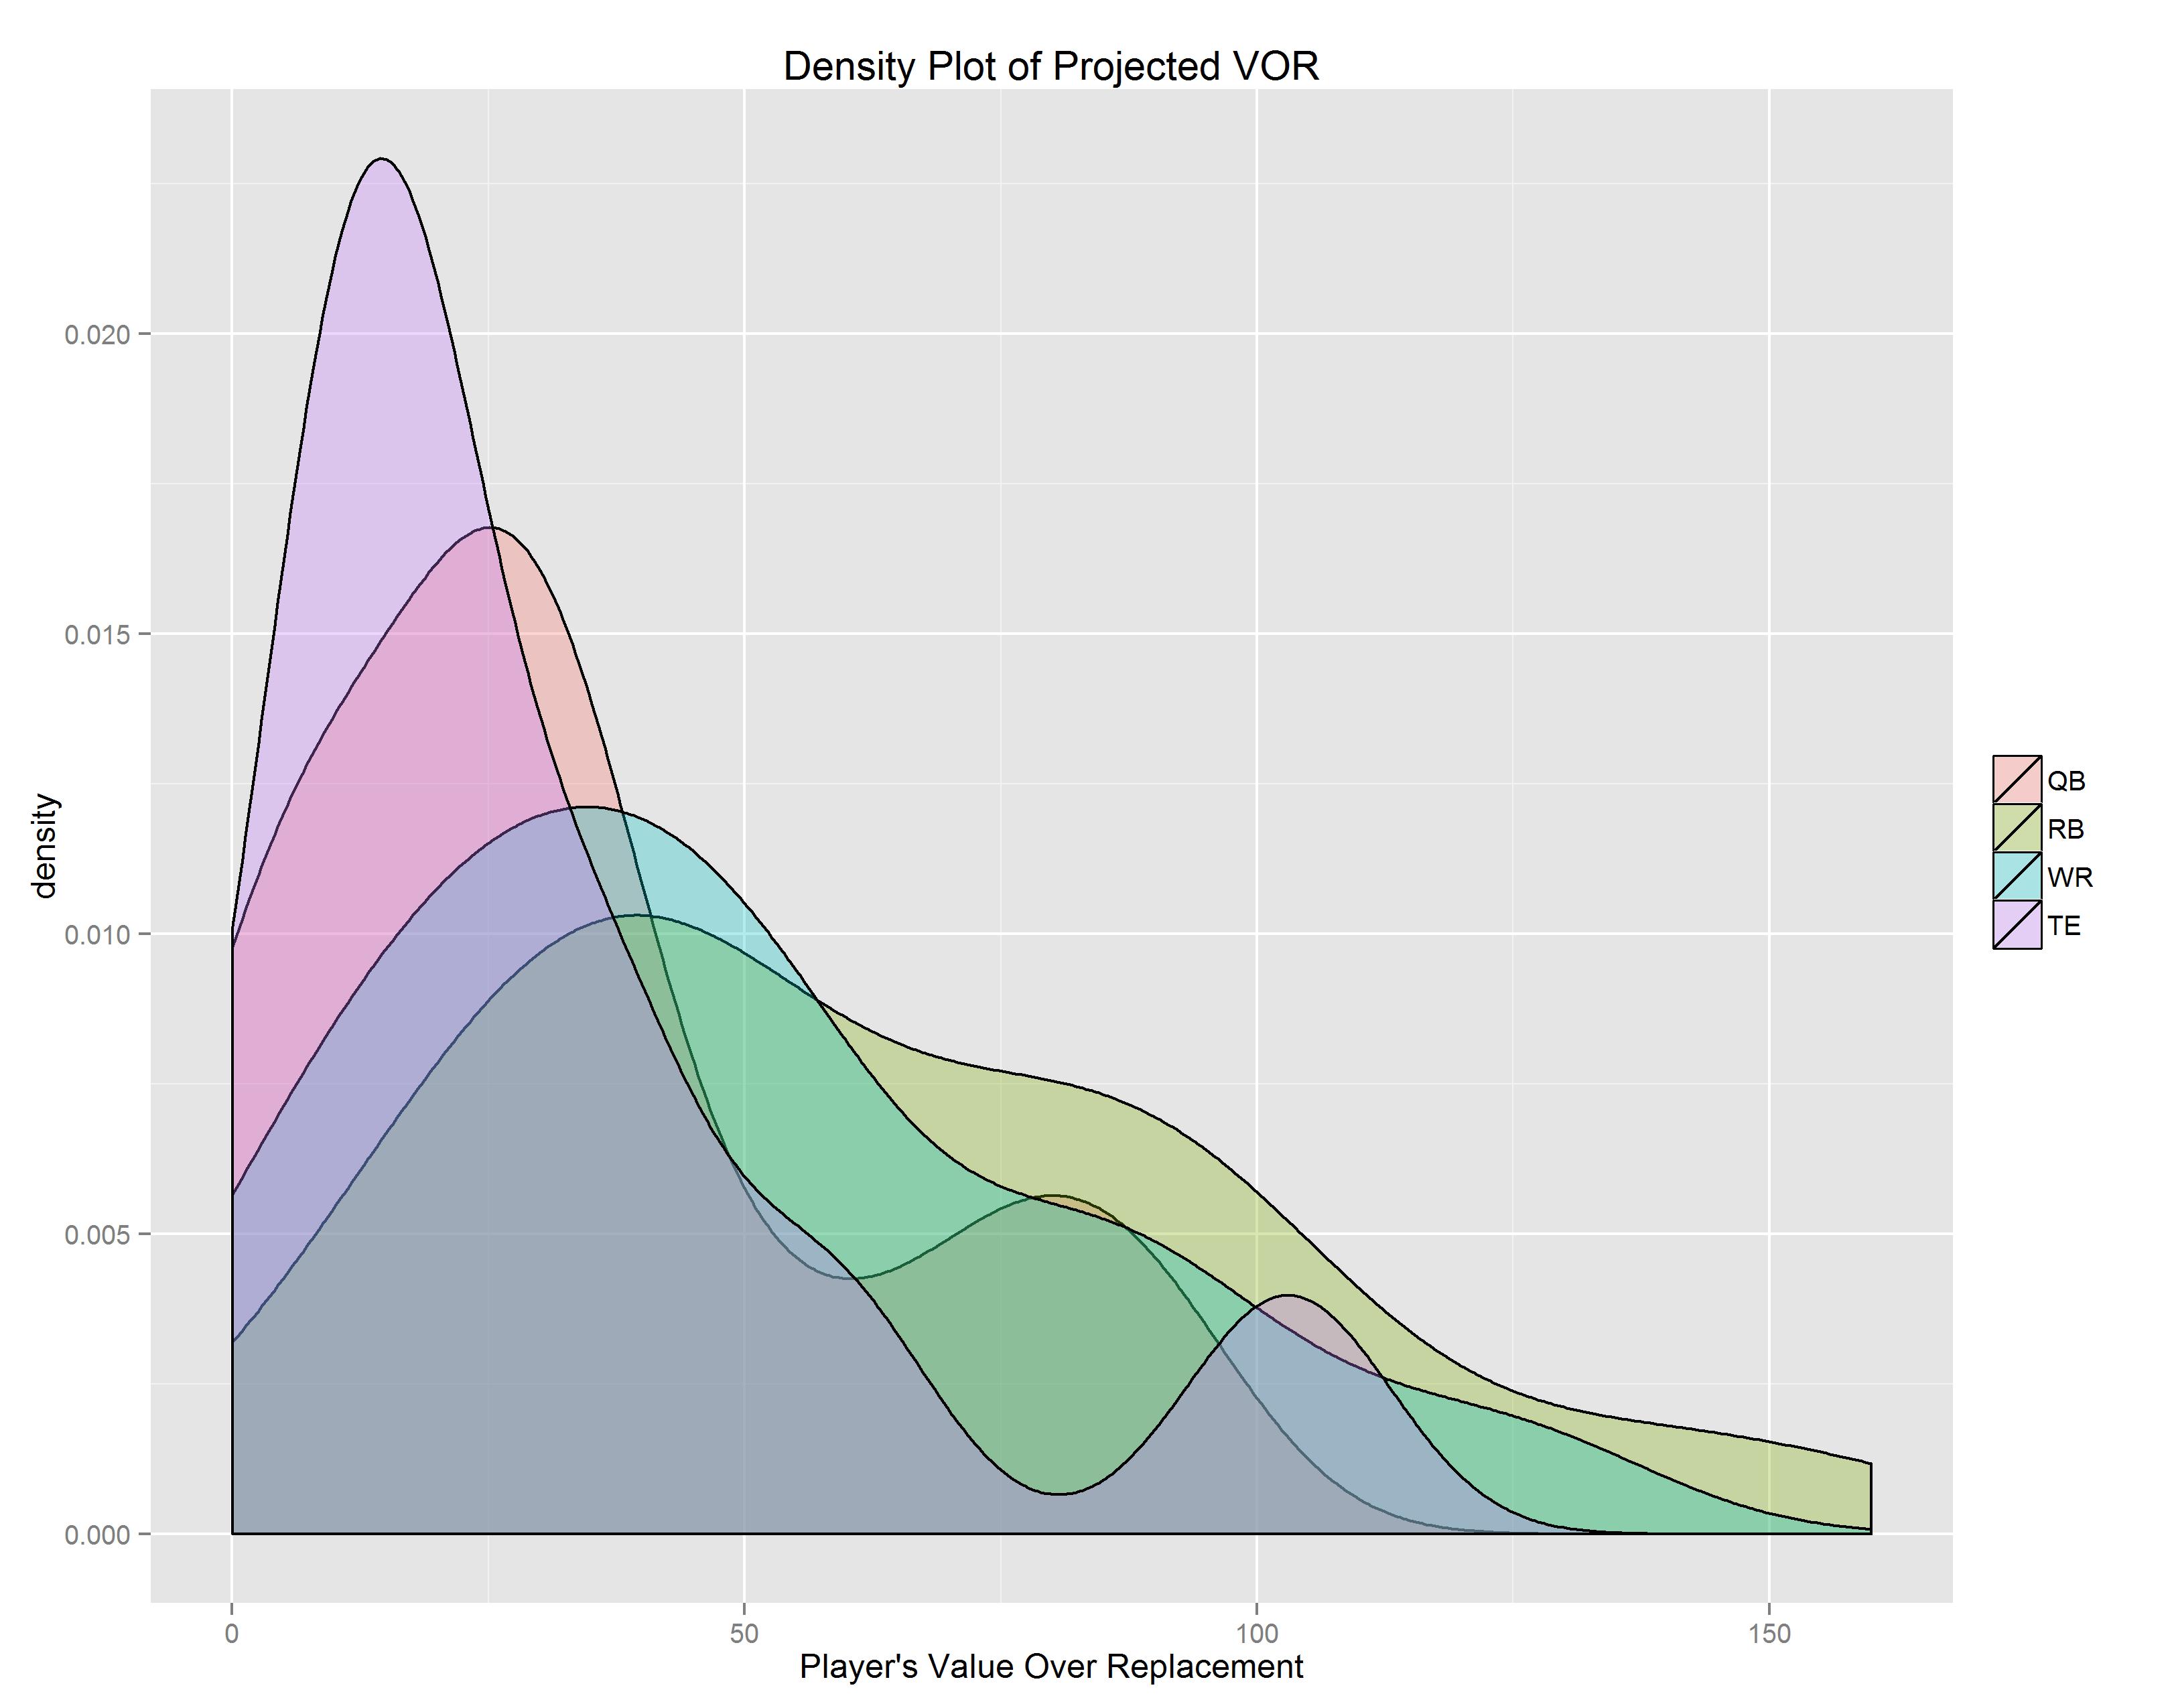 Density Plot of Projected VOR
density
0.020
0.015
0.010
0.005
0.000
0
50
100
150
Player's Value Over Replacement
QB
RB
WR
TE